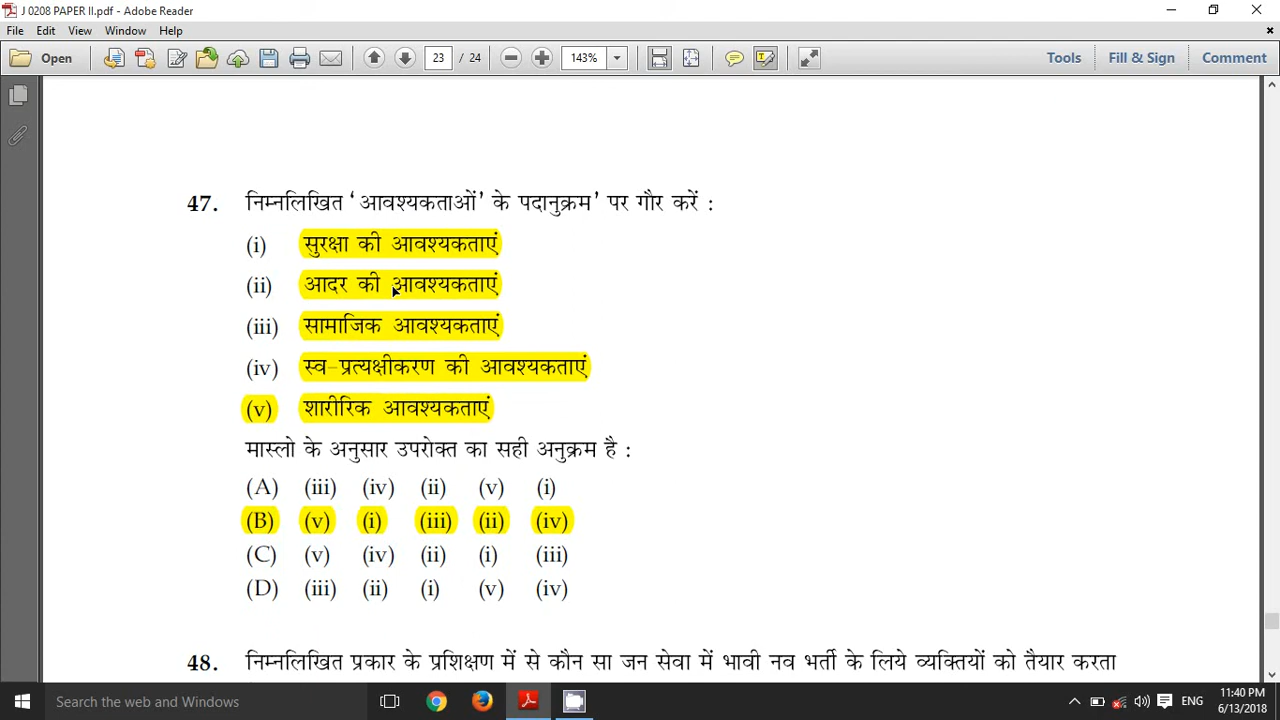 J 0208 PAPER II.pdf - Adobe Reader
File Edit View Window Help
Open 23 / 24 143% Tools Fill & Sign Comment
47. निम्नलिखित ‘आवश्यकताओं’ के पदानुक्रम’ पर गौर करें :
(i) सुरक्षा की आवश्यकताएं
(ii) आदर की आवश्यकताएं
(iii) सामाजिक आवश्यकताएं
(iv) स्व-प्रत्यक्षीकरण की आवश्यकताएं
(v) शारीरिक आवश्यकताएं
मास्लो के अनुसार उपरोक्त का सही अनुक्रम है :
(A) (iii) (iv) (ii) (v) (i)
(B) (v) (i) (iii) (ii) (iv)
(C) (v) (iv) (ii) (i) (iii)
(D) (iii) (ii) (i) (v) (iv)
48. निम्नलिखित प्रकार के प्रशिक्षण में से कौन सा जन सेवा में भावी नव भर्ती के लिये व्यक्तियों को तैयार करता
Search the web and Windows ENG 11:40 PM
6/13/2018